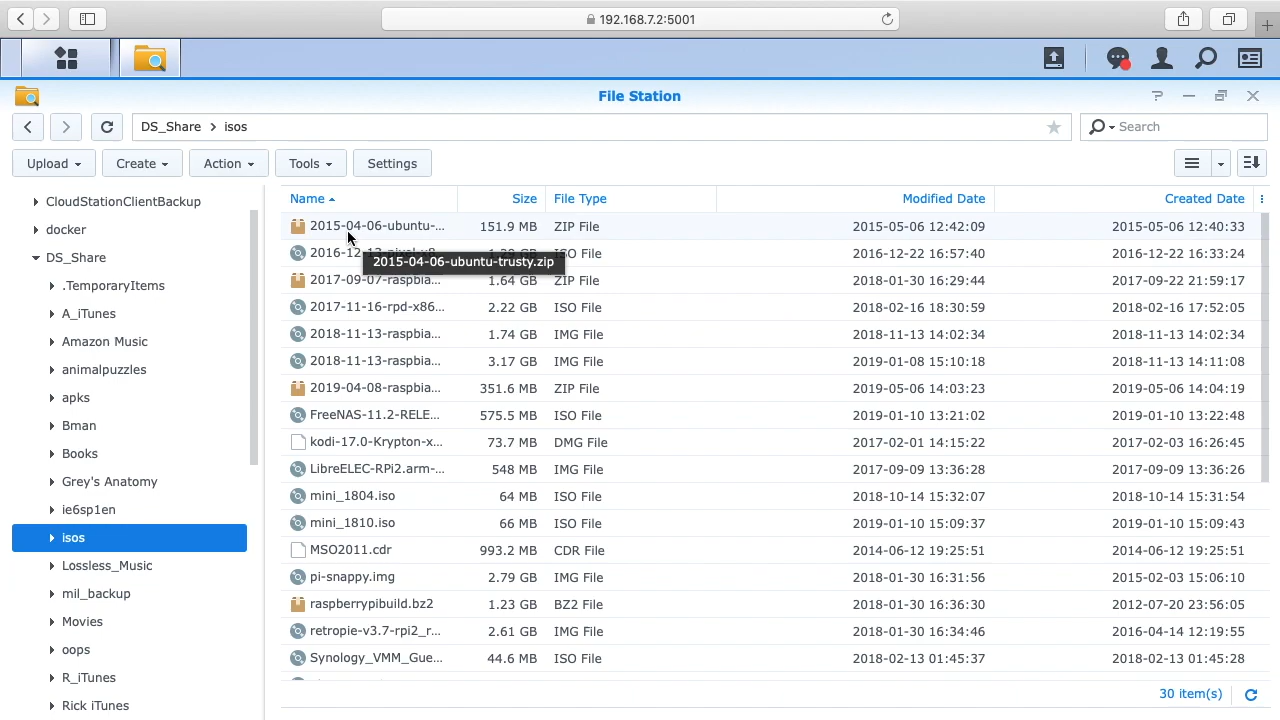 192.168.7.2:5001
File Station
DS_Share > isos
Search
Upload
Create
Action
Tools
Settings
CloudStationClientBackup
docker
DS_Share
.TemporaryItems
A_iTunes
Amazon Music
animalpuzzles
apks
Bman
Books
Grey's Anatomy
ie6sp1en
isos
Lossless_Music
mil_backup
Movies
oops
R_iTunes
Rick iTunes
Name Size File Type Modified Date Created Date
2015-04-06-ubuntu-... 151.9 MB ZIP File 2015-05-06 12:42:09 2015-05-06 12:40:33
2016-12-13-pixel-x8... 1.29 GB ISO File 2016-12-22 16:57:40 2016-12-22 16:33:24
2015-04-06-ubuntu-trusty.zip
2017-09-07-raspbia... 1.64 GB ZIP File 2018-01-30 16:29:44 2017-09-22 21:59:17
2017-11-16-rpd-x86... 2.22 GB ISO File 2018-02-16 18:30:59 2018-02-16 17:52:05
2018-11-13-raspbia... 1.74 GB IMG File 2018-11-13 14:02:34 2018-11-13 14:02:34
2018-11-13-raspbia... 3.17 GB IMG File 2019-01-08 15:10:18 2018-11-13 14:11:08
2019-04-08-raspbia... 351.6 MB ZIP File 2019-05-06 14:03:23 2019-05-06 14:04:19
FreeNAS-11.2-RELE... 575.5 MB ISO File 2019-01-10 13:21:02 2019-01-10 13:22:48
kodi-17.0-Krypton-x... 73.7 MB DMG File 2017-02-01 14:15:22 2017-02-03 16:26:45
LibreELEC-RPi2.arm-... 548 MB IMG File 2017-09-09 13:36:28 2017-09-09 13:36:26
mini_1804.iso 64 MB ISO File 2018-10-14 15:32:07 2018-10-14 15:31:54
mini_1810.iso 66 MB ISO File 2019-01-10 15:09:37 2019-01-10 15:09:43
MSO2011.cdr 993.2 MB CDR File 2014-06-12 19:25:51 2014-06-12 19:25:51
pi-snappy.img 2.79 GB IMG File 2018-01-30 16:31:56 2015-02-03 15:06:10
raspberrypibuild.bz2 1.23 GB BZ2 File 2018-01-30 16:36:30 2012-07-20 23:56:05
retropie-v3.7-rpi2_r... 2.61 GB IMG File 2018-01-30 16:34:46 2016-04-14 12:19:55
Synology_VMM_Gue... 44.6 MB ISO File 2018-02-13 01:45:37 2018-02-13 01:45:28
30 item(s)